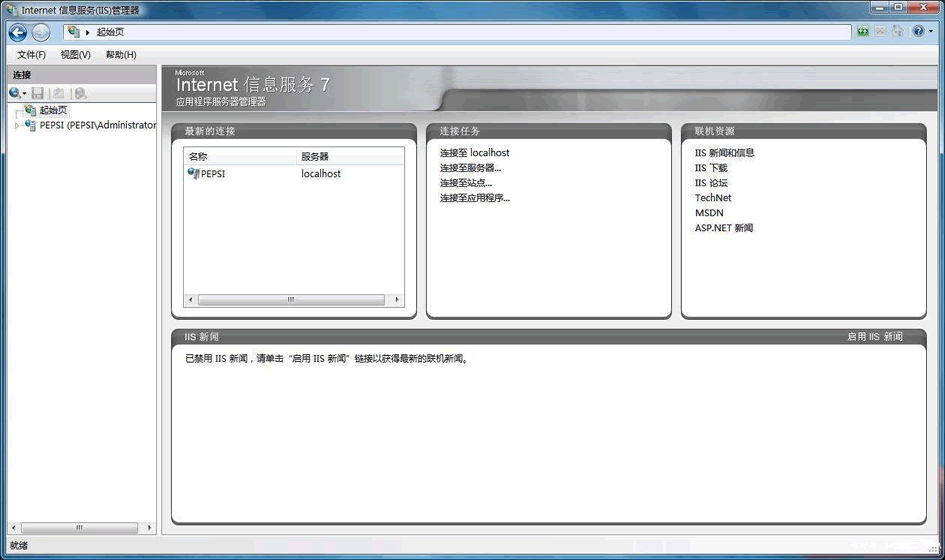 Internet 信息服务(IIS)管理器
起始页
文件(F) 视图(V) 帮助(H)
连接
起始页
PEPSI (PEPSI\Administrator
Microsoft
Internet 信息服务 7
应用程序服务器管理器
最新的连接
名称 服务器
PEPSI localhost
连接任务
连接至 localhost
连接至服务器...
连接至站点...
连接至应用程序...
联机资源
IIS 新闻和信息
IIS 下载
IIS 论坛
TechNet
MSDN
ASP.NET 新闻
IIS 新闻 启用 IIS 新闻
已禁用 IIS 新闻，请单击“启用 IIS 新闻”链接以获得最新的联机新闻。
就绪